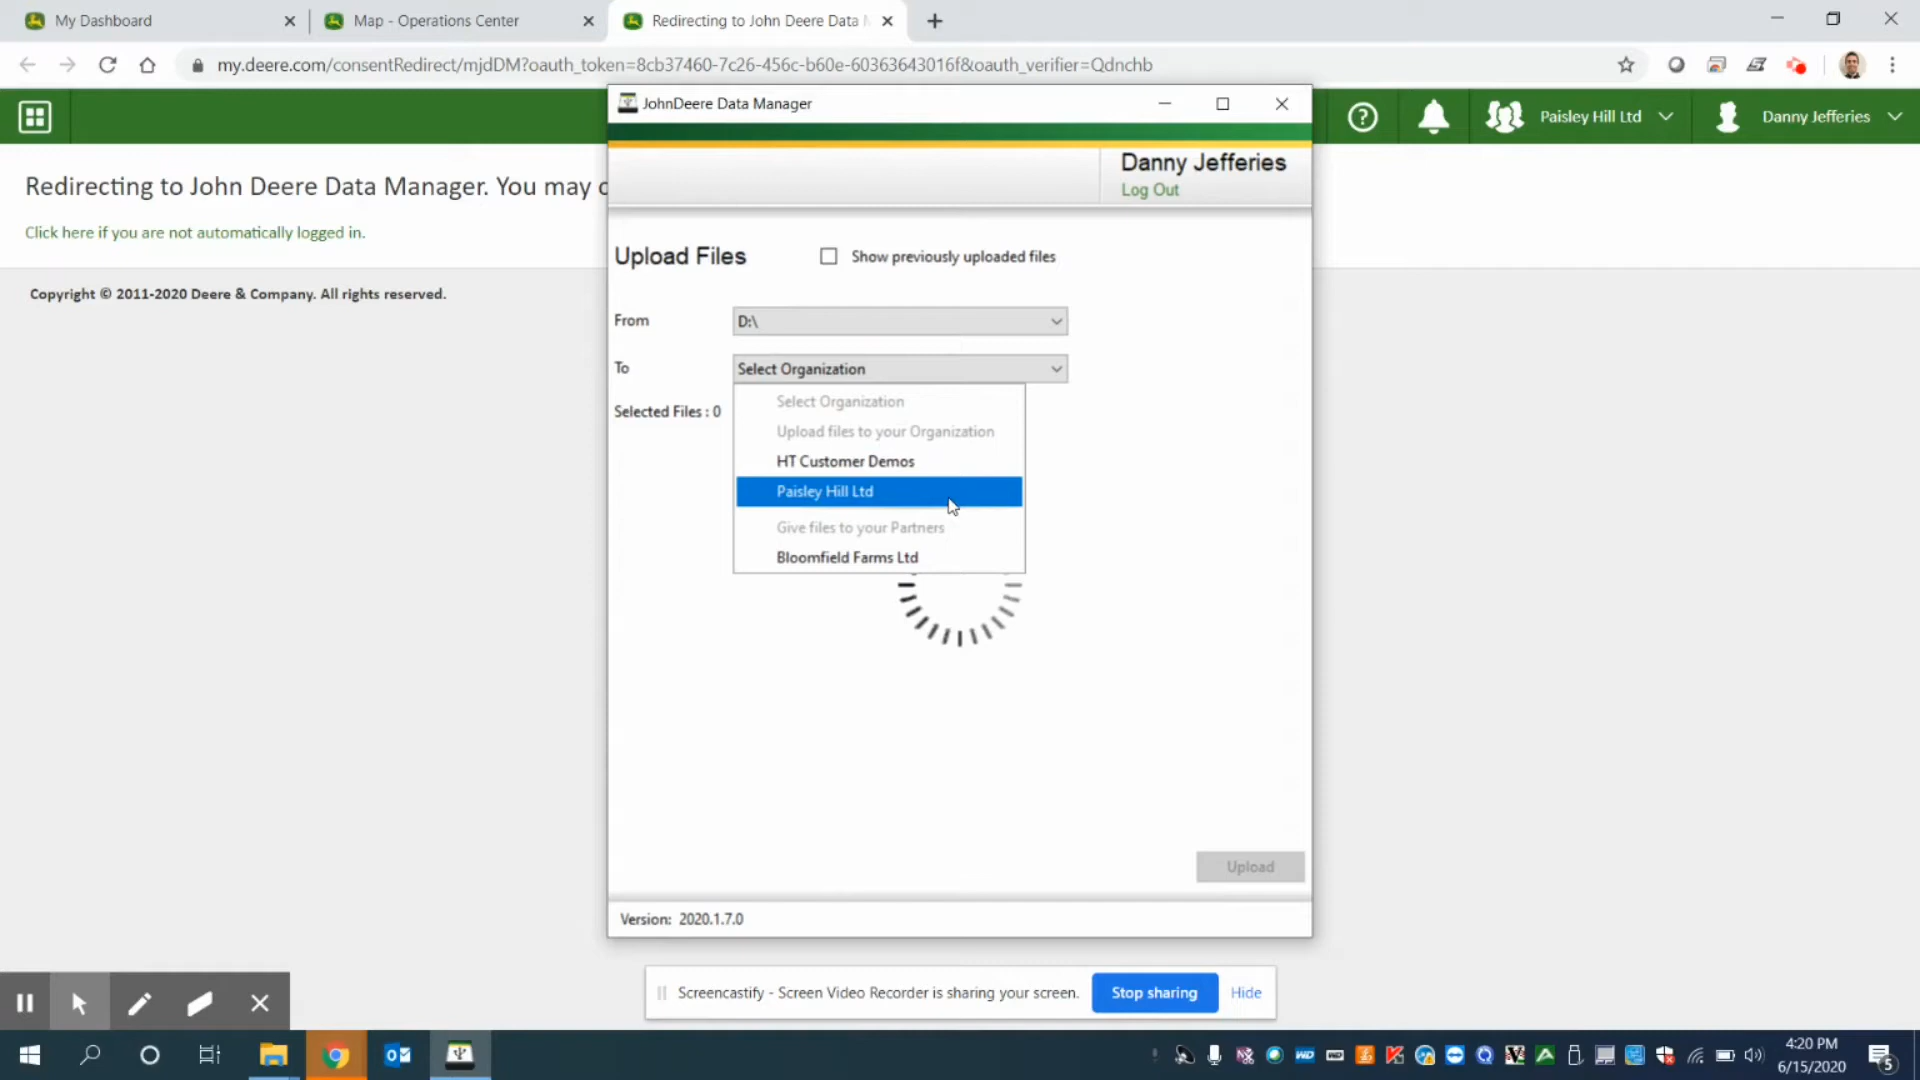 My Dashboard
Map - Operations Center
Redirecting to John Deere Data M
my.deere.com/consentRedirect/mjdDM?oauth_token=8cb37460-7c26-456c-b60e-60363643016f&oauth_verifier=Qdnchb
JohnDeere Data Manager
Paisley Hill Ltd
Danny Jefferies
Danny Jefferies
Log Out
Redirecting to John Deere Data Manager. You may
Click here if you are not automatically logged in.
Copyright © 2011-2020 Deere & Company. All rights reserved.
Upload Files
Show previously uploaded files
From
D:\
To
Select Organization
Selected Files : 0
Select Organization
Upload files to your Organization
HT Customer Demos
Paisley Hill Ltd
Give files to your Partners
Bloomfield Farms Ltd
Upload
Version: 2020.1.7.0
Screencastify - Screen Video Recorder is sharing your screen.
Stop sharing
Hide
4:20 PM
6/15/2020
5